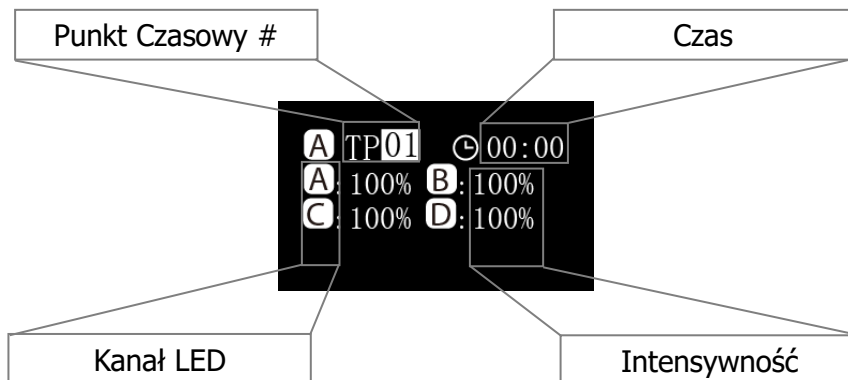 Punkt Czasowy #
Czas
A TP01 00:00
A: 100% B: 100%
C: 100% D: 100%
Kanał LED
Intensywność